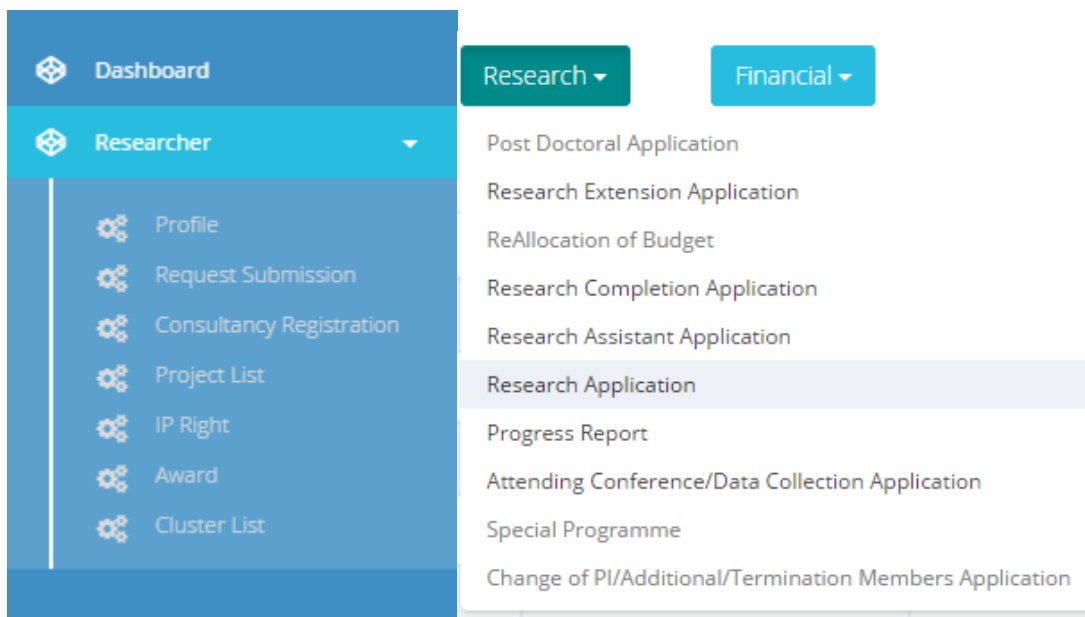 Dashboard
Researcher
Profile
Request Submission
Consultancy Registration
Project List
IP Right
Award
Cluster List
Research
Financial
Post Doctoral Application
Research Extension Application
ReAllocation of Budget
Research Completion Application
Research Assistant Application
Research Application
Progress Report
Attending Conference/Data Collection Application
Special Programme
Change of PI/Additional/Termination Members Application